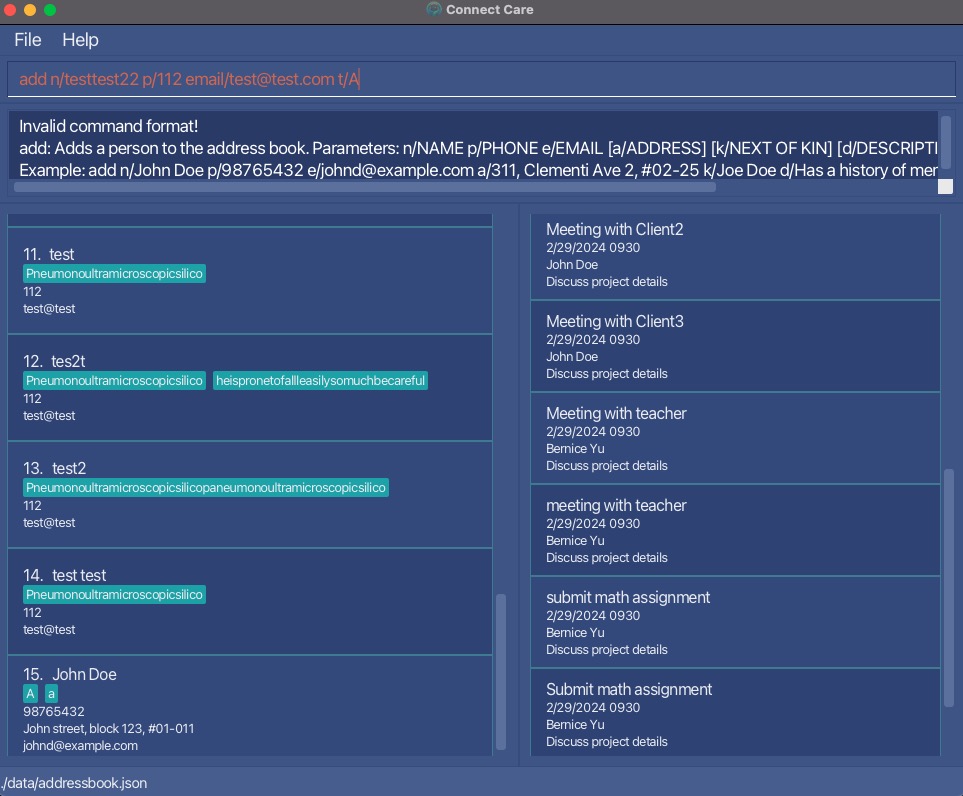 Connect Care
File Help
add n/testtest22 p/112 email/test@test.com t/A
Invalid command format!
add: Adds a person to the address book. Parameters: n/NAME p/PHONE e/EMAIL [a/ADDRESS] [k/NEXT OF KIN] [d/DESCRIPTI
Example: add n/John Doe p/98765432 e/johnd@example.com a/311, Clementi Ave 2, #02-25 k/Joe Doe d/Has a history of mer
11. test
Pneumonoultramicroscopicsilico
112
test@test
12. tes2t
Pneumonoultramicroscopicsilico heispronetofallleasilysomuchbecareful
112
test@test
13. test2
Pneumonoultramicroscopicsilicopaneumonoultramicroscopicsilico
112
test@test
14. test test
Pneumonoultramicroscopicsilico
112
test@test
15. John Doe
A a
98765432
John street, block 123, #01-011
johnd@example.com
Meeting with Client2
2/29/2024 0930
John Doe
Discuss project details
Meeting with Client3
2/29/2024 0930
John Doe
Discuss project details
Meeting with teacher
2/29/2024 0930
Bernice Yu
Discuss project details
meeting with teacher
2/29/2024 0930
Bernice Yu
Discuss project details
submit math assignment
2/29/2024 0930
Bernice Yu
Discuss project details
Submit math assignment
2/29/2024 0930
Bernice Yu
Discuss project details
./data/addressbook.json